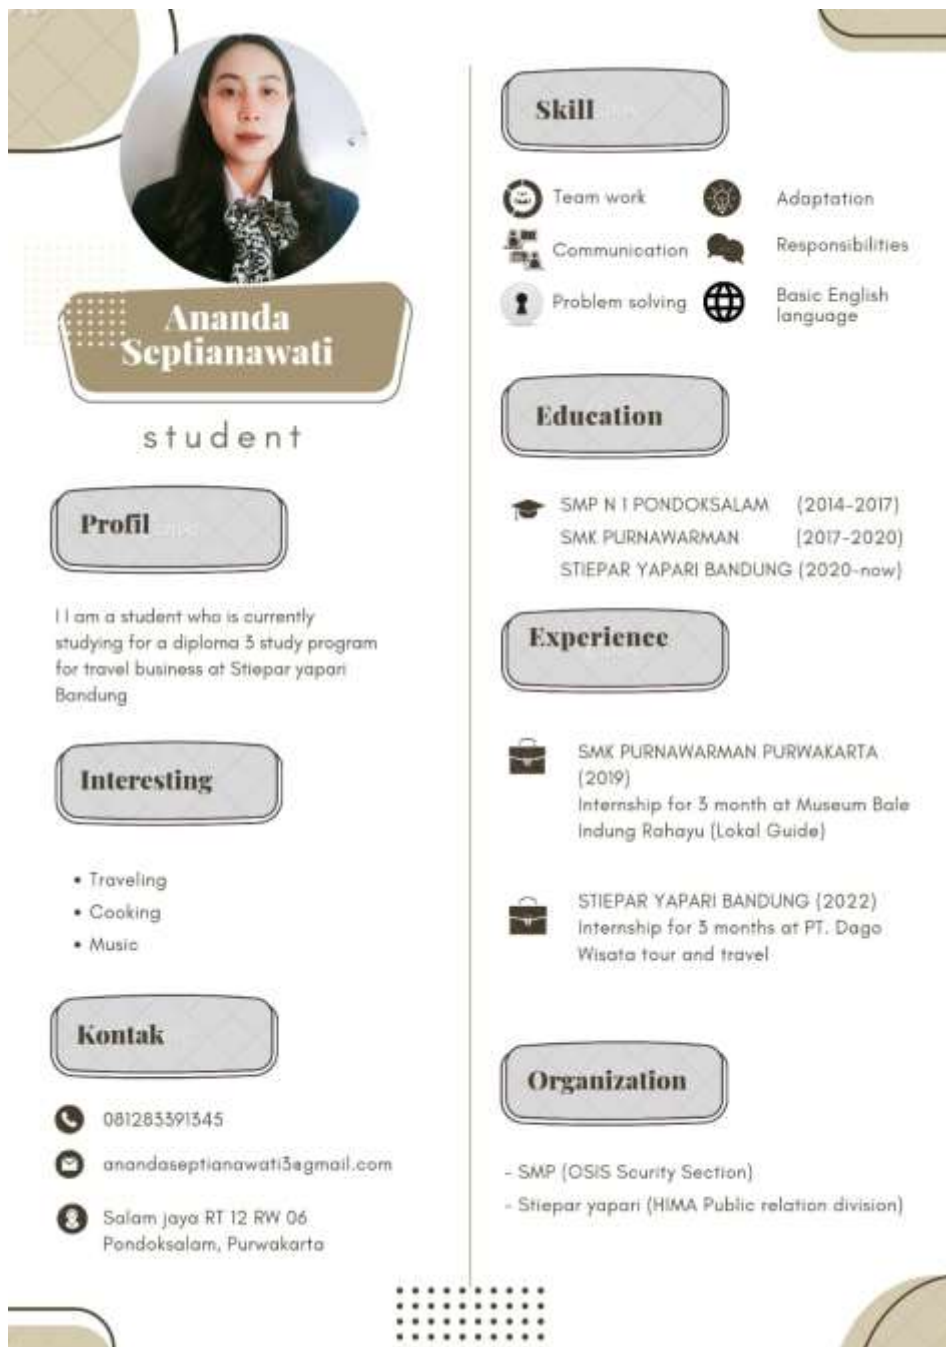 Ananda
Septianawati
student
Profil
I I am a student who is currently
studying for a diploma 3 study program
for travel business at Stiepar yapari
Bandung
Interesting
• Traveling
• Cooking
• Music
Kontak
081283391345
anandaseptianawati3@gmail.com
Salam jaya RT 12 RW 06
Pondoksalam, Purwakarta
Skill
Team work
Adaptation
Communication
Responsibilities
Problem solving
Basic English
language
Education
SMP N 1 PONDOKSALAM (2014-2017)
SMK PURNAWARMAN (2017-2020)
STIEPAR YAPARI BANDUNG (2020-now)
Experience
SMK PURNAWARMAN PURWAKARTA
(2019)
Internship for 3 month at Museum Bale
Indung Rahayu (Lokal Guide)
STIEPAR YAPARI BANDUNG (2022)
Internship for 3 months at PT. Dago
Wisata tour and travel
Organization
- SMP (OSIS Scurity Section)
- Stiepar yapari (HIMA Public relation division)